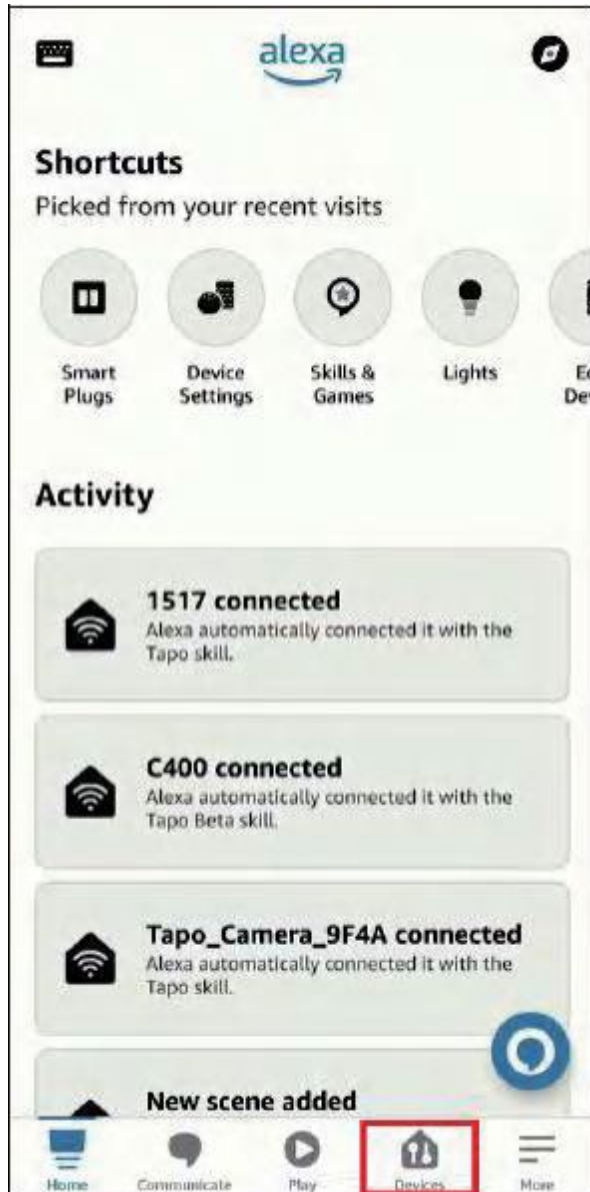 alexa
Shortcuts
Picked from your recent visits
Smart
Plugs
Device
Settings
Skills &
Games
Lights
Activity
1517 connected
Alexa automatically connected it with the
Tapo skill.
C400 connected
Alexa automatically connected it with the
Tapo Beta skill.
Tapo_Camera_9F4A connected
Alexa automatically connected it with the
Tapo skill.
New scene added
Home
Communicate
Play
Devices
More